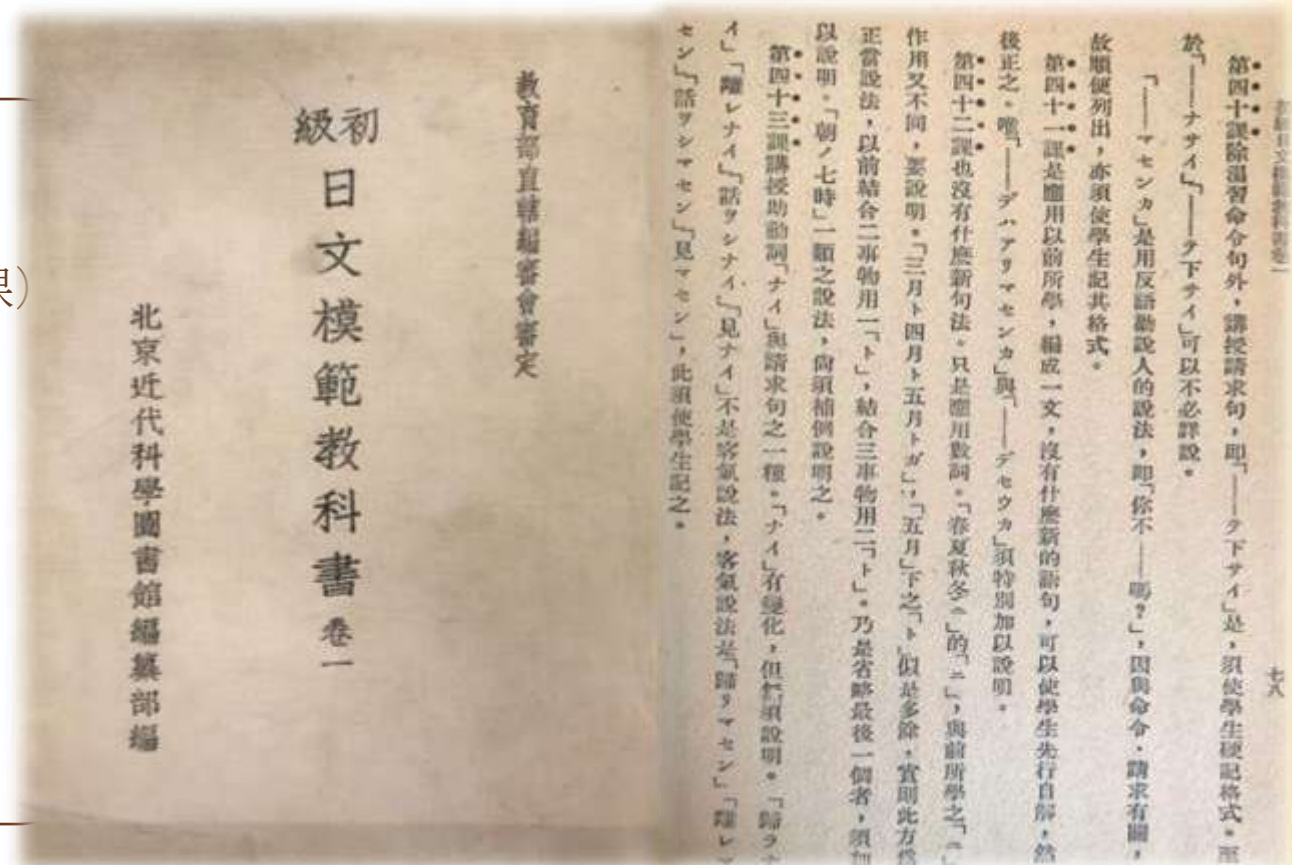 果）
教育部直轄編審會審定
初級
日文模範教科書 卷一
北京近代科學圖書館編纂部編
七八
第四十課除溫習命令句外，講授請求句，即「——テ下サイ」是，須使學生硬記格式。至
於「——ナサイ」「——テ下サイ」可以不必詳說。
「——マセンカ」是用反語勸說人的說法，即「你不——嗎？」，因與命令，請求有關，
故順便列出，亦須使學生記其格式。
第四十一課是應用以前所學，編成一文，沒有什麽新的語句，可以使學生先行自解，然
後正之。唯「——デハアリマセンカ」與「——デセウカ」須特別加以說明。
第四十二課也沒有什麽新句法。只是應用數詞。「春夏秋冬ニ」的「ニ」，與前所學之「ニ」
作用又不同，要說明。「三月ト四月ト五月トガ」，「五月」下之「ト」似是多餘，實則此方爲
正當說法，以前結合二事物用一「ト」，結合三事物用二「ト」。乃是省略最後一個者，須加
以說明。「朝ノ七時」一類之說法，尙須補例說明之。
第四十三課講授助動詞「ナイ」與請求句之一種。「ナイ」有變化，但無須說明。「歸ラナ
イ」「躍レナイ」「話ヲシナイ」「見ナイ」不是客氣說法，客氣說法是「歸リマセン」「躍レマ
セン」「話ヲシマセン」「見マセン」，此須使學生記之。